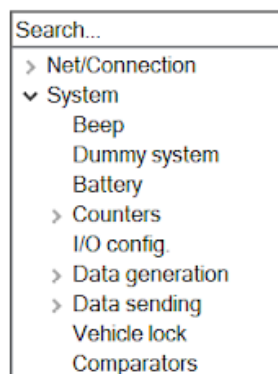 Search...
Net/Connection
System
Beep
Dummy system
Battery
Counters
I/O config.
Data generation
Data sending
Vehicle lock
Comparators